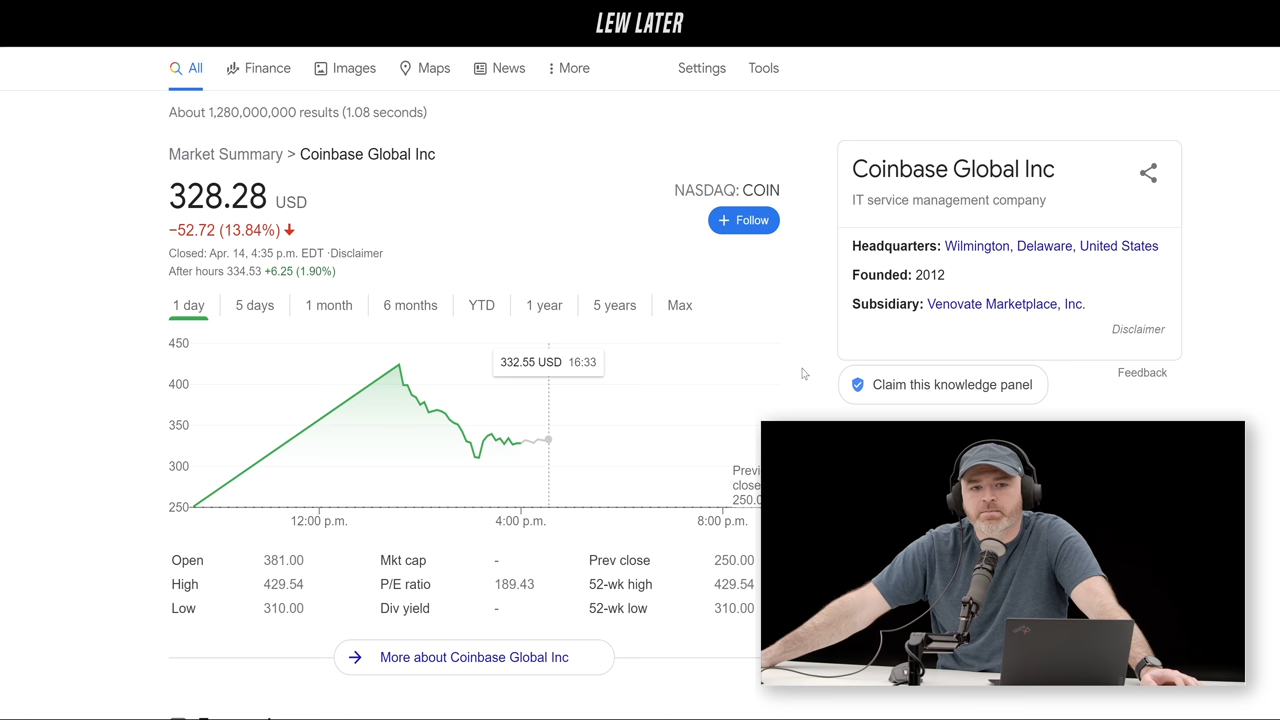 LEW LATER
All Finance Images Maps News More Settings Tools
About 1,280,000,000 results (1.08 seconds)
Market Summary > Coinbase Global Inc
328.28 USD
NASDAQ: COIN
−52.72 (13.84%)
+ Follow
Closed: Apr. 14, 4:35 p.m. EDT ·Disclaimer
After hours 334.53 +6.25 (1.90%)
1 day 5 days 1 month 6 months YTD 1 year 5 years Max
450
332.55 USD 16:33
400
350
300
Previ
close
250.0
250
12:00 p.m. 4:00 p.m. 8:00 p.m.
Open 381.00 Mkt cap - Prev close 250.00
High 429.54 P/E ratio 189.43 52-wk high 429.54
Low 310.00 Div yield - 52-wk low 310.00
More about Coinbase Global Inc
Coinbase Global Inc
IT service management company
Headquarters: Wilmington, Delaware, United States
Founded: 2012
Subsidiary: Venovate Marketplace, Inc.
Disclaimer
Feedback
Claim this knowledge panel